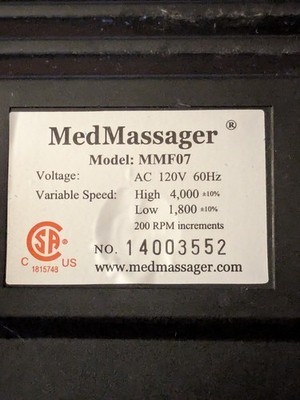 MedMassager ®
Model: MMF07
Voltage: AC 120V 60Hz
Variable Speed: High 4,000 ±10%
Low 1,800 ±10%
200 RPM increments
SA
C US
1815748
NO. 14003552
www.medmassager.com